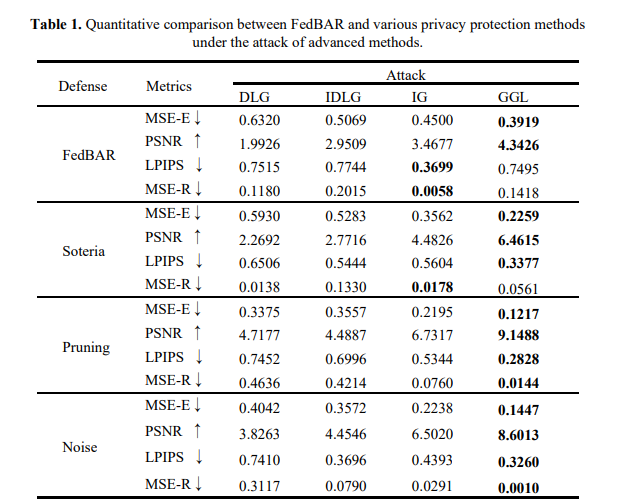 Table 1. Quantitative comparison between FedBAR and various privacy protection methods
under the attack of advanced methods.
Defense Metrics Attack
DLG IDLG IG GGL
FedBAR
MSE-E ↓ 0.6320 0.5069 0.4500 0.3919
PSNR ↑ 1.9926 2.9509 3.4677 4.3426
LPIPS ↓ 0.7515 0.7744 0.3699 0.7495
MSE-R ↓ 0.1180 0.2015 0.0058 0.1418
Soteria
MSE-E ↓ 0.5930 0.5283 0.3562 0.2259
PSNR ↑ 2.2692 2.7716 4.4826 6.4615
LPIPS ↓ 0.6506 0.5444 0.5604 0.3377
MSE-R ↓ 0.0138 0.1330 0.0178 0.0561
Pruning
MSE-E ↓ 0.3375 0.3557 0.2195 0.1217
PSNR ↑ 4.7177 4.4887 6.7317 9.1488
LPIPS ↓ 0.7452 0.6996 0.5344 0.2828
MSE-R ↓ 0.4636 0.4214 0.0760 0.0144
Noise
MSE-E ↓ 0.4042 0.3572 0.2238 0.1447
PSNR ↑ 3.8263 4.4546 6.5020 8.6013
LPIPS ↓ 0.7410 0.3696 0.4393 0.3260
MSE-R ↓ 0.3117 0.0790 0.0291 0.0010